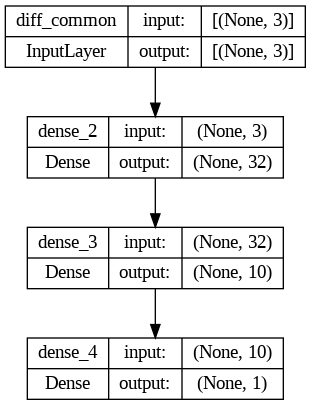 diff_common input: [(None, 3)]
InputLayer output: [(None, 3)]
dense_2 input: (None, 3)
Dense output: (None, 32)
dense_3 input: (None, 32)
Dense output: (None, 10)
dense_4 input: (None, 10)
Dense output: (None, 1)